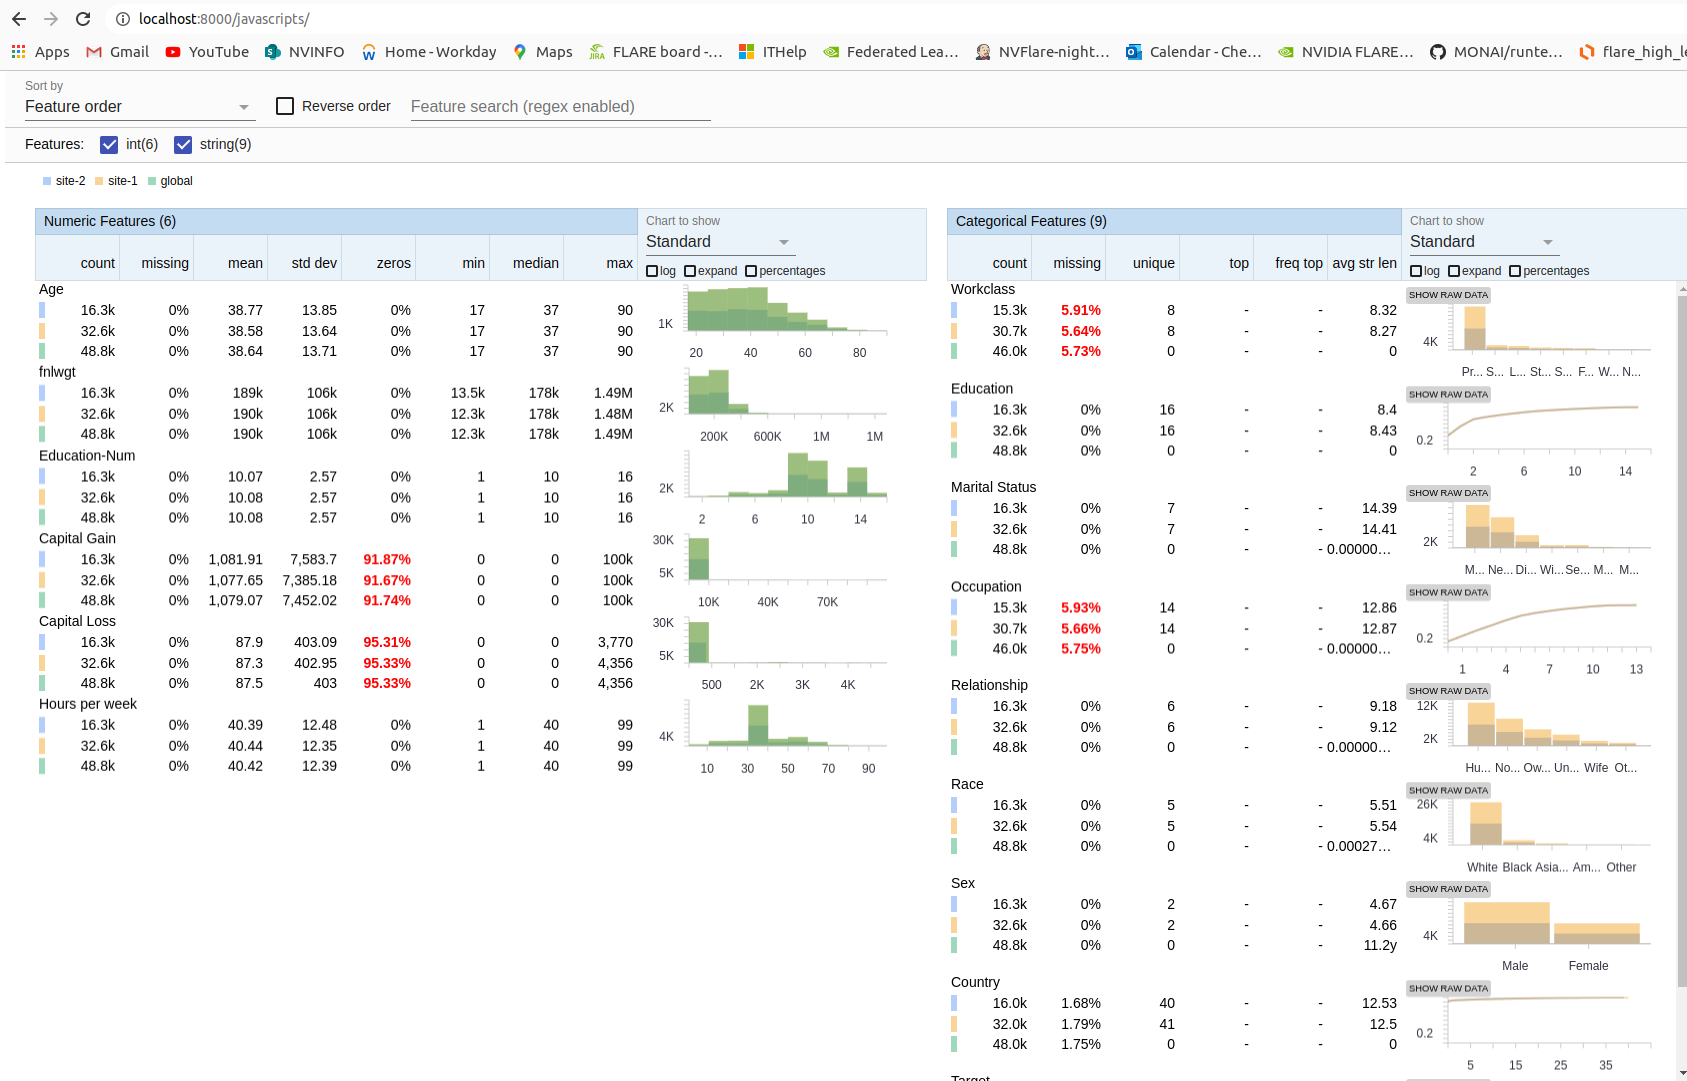 localhost:8000/javascripts/
Apps Gmail YouTube NVINFO Home - Workday Maps FLARE board -... ITHelp Federated Lea... NVFlare-night... Calendar - Che... NVIDIA FLARE... MONAI/runte... flare_high_le
Sort by
Feature order Reverse order Feature search (regex enabled)
Features: int(6) string(9)
site-2 site-1 global
Numeric Features (6)
Chart to show
Standard
count missing mean std dev zeros min median max
log expand percentages
Age
16.3k 0% 38.77 13.85 0% 17 37 90
32.6k 0% 38.58 13.64 0% 17 37 90
48.8k 0% 38.64 13.71 0% 17 37 90
1K
20 40 60 80
fnlwgt
16.3k 0% 189k 106k 0% 13.5k 178k 1.49M
32.6k 0% 190k 106k 0% 12.3k 178k 1.48M
48.8k 0% 190k 106k 0% 12.3k 178k 1.49M
2K
200K 600K 1M 1M
Education-Num
16.3k 0% 10.07 2.57 0% 1 10 16
32.6k 0% 10.08 2.57 0% 1 10 16
48.8k 0% 10.08 2.57 0% 1 10 16
2K
2 6 10 14
Capital Gain
16.3k 0% 1,081.91 7,583.7 91.87% 0 0 100k
32.6k 0% 1,077.65 7,385.18 91.67% 0 0 100k
48.8k 0% 1,079.07 7,452.02 91.74% 0 0 100k
30K
5K
10K 40K 70K
Capital Loss
16.3k 0% 87.9 403.09 95.31% 0 0 3,770
32.6k 0% 87.3 402.95 95.33% 0 0 4,356
48.8k 0% 87.5 403 95.33% 0 0 4,356
30K
5K
500 2K 3K 4K
Hours per week
16.3k 0% 40.39 12.48 0% 1 40 99
32.6k 0% 40.44 12.35 0% 1 40 99
48.8k 0% 40.42 12.39 0% 1 40 99
4K
10 30 50 70 90
Categorical Features (9)
Chart to show
Standard
count missing unique top freq top avg str len
log expand percentages
Workclass
15.3k 5.91% 8 - - 8.32
30.7k 5.64% 8 - - 8.27
46.0k 5.73% 0 - - 0
SHOW RAW DATA
4K
Pr... S... L... St... S... F... W... N...
Education
16.3k 0% 16 - - 8.4
32.6k 0% 16 - - 8.43
48.8k 0% 0 - - 0
SHOW RAW DATA
0.2
2 6 10 14
Marital Status
16.3k 0% 7 - - 14.39
32.6k 0% 7 - - 14.41
48.8k 0% 0 - - 0.00000...
SHOW RAW DATA
2K
M... Ne... Di... Wi... Se... M... M...
Occupation
15.3k 5.93% 14 - - 12.86
30.7k 5.66% 14 - - 12.87
46.0k 5.75% 0 - - 0.00000...
SHOW RAW DATA
0.2
1 4 7 10 13
Relationship
16.3k 0% 6 - - 9.18
32.6k 0% 6 - - 9.12
48.8k 0% 0 - - 0.00000...
SHOW RAW DATA
12K
2K
Hu... No... Ow... Un... Wife Ot...
Race
16.3k 0% 5 - - 5.51
32.6k 0% 5 - - 5.54
48.8k 0% 0 - - 0.00027...
SHOW RAW DATA
26K
4K
White Black Asia... Am... Other
Sex
16.3k 0% 2 - - 4.67
32.6k 0% 2 - - 4.66
48.8k 0% 0 - - 11.2y
SHOW RAW DATA
4K
Male Female
Country
16.0k 1.68% 40 - - 12.53
32.0k 1.79% 41 - - 12.5
48.0k 1.75% 0 - - 0
SHOW RAW DATA
0.2
5 15 25 35
Target